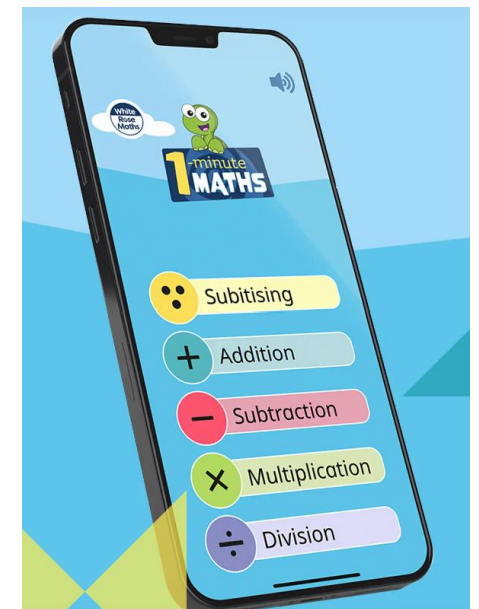 White
Rose
Maths
1-minute
MATHS
Subitising
+ Addition
− Subtraction
× Multiplication
÷ Division